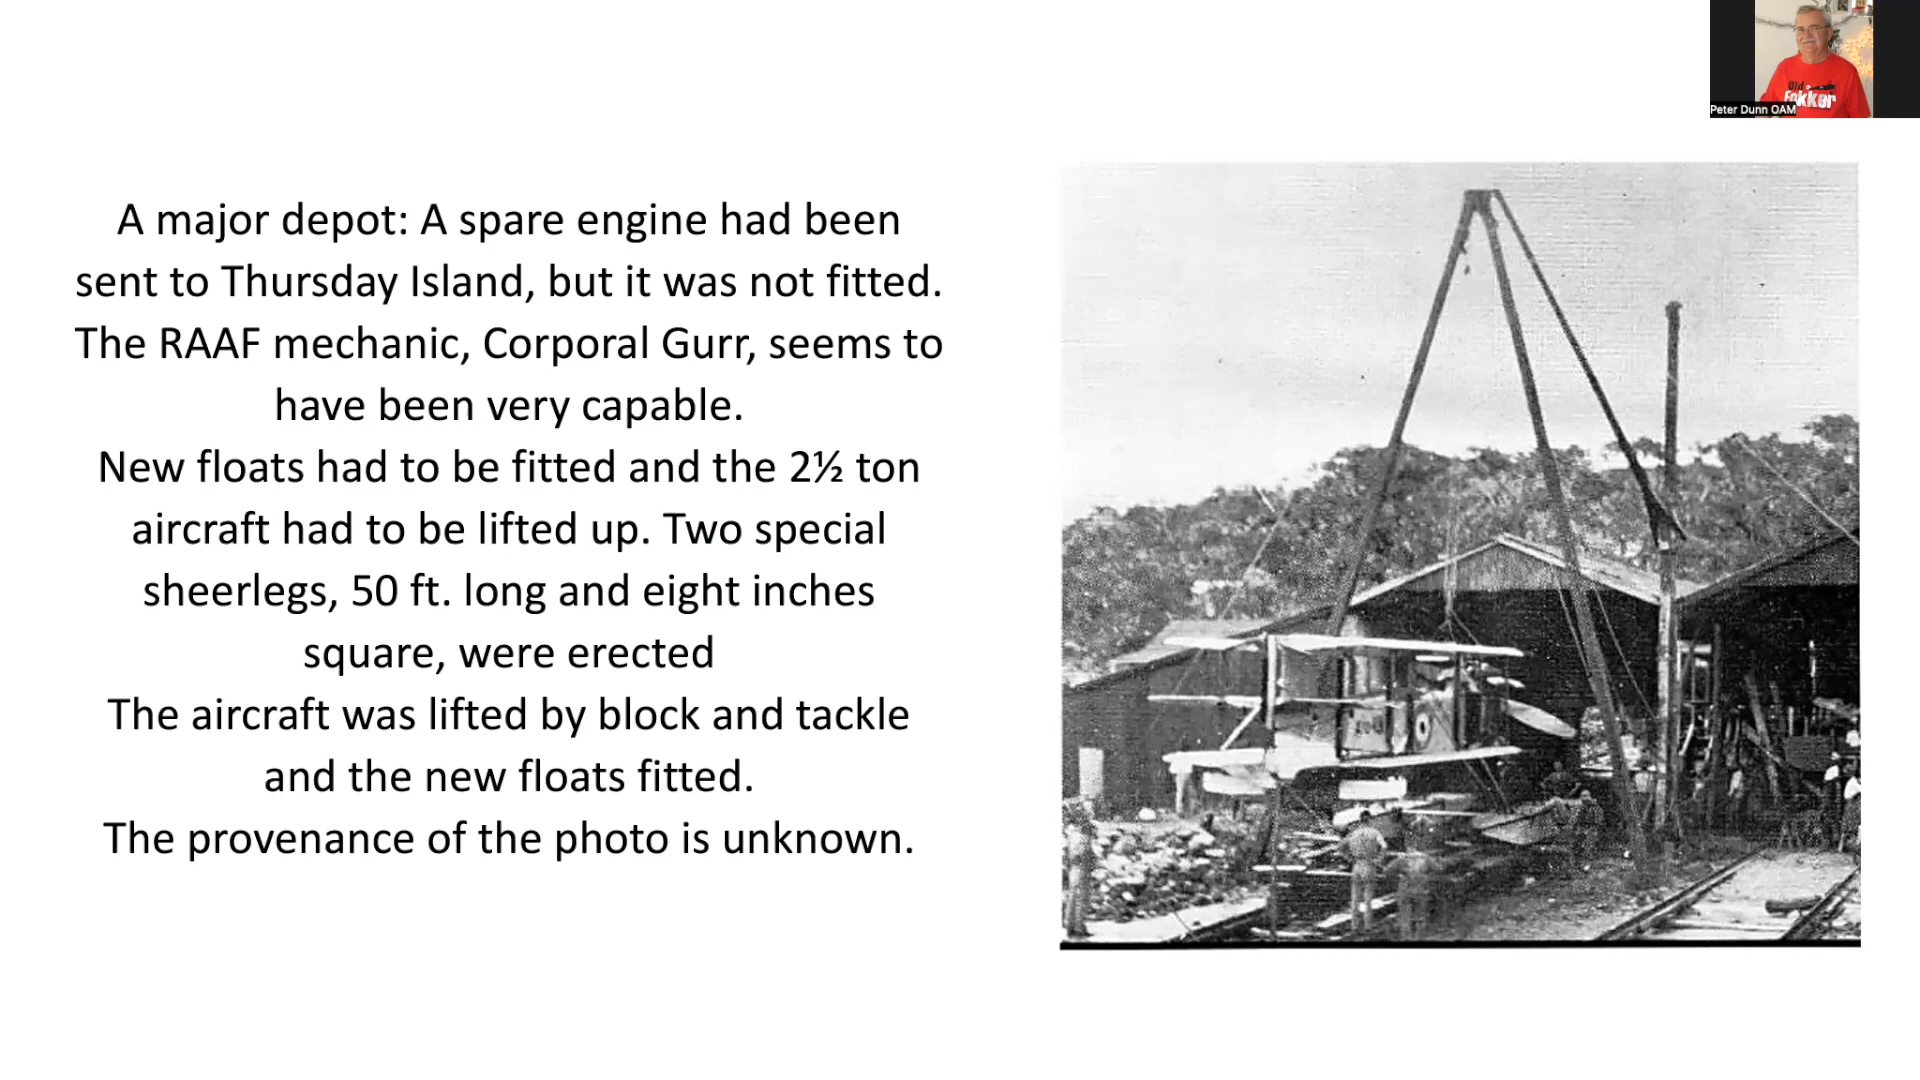 Old
Fokker
Peter Dunn OAM
A major depot: A spare engine had been
sent to Thursday Island, but it was not fitted.
The RAAF mechanic, Corporal Gurr, seems to
have been very capable.
New floats had to be fitted and the 2½ ton
aircraft had to be lifted up. Two special
sheerlegs, 50 ft. long and eight inches
square, were erected
The aircraft was lifted by block and tackle
and the new floats fitted.
The provenance of the photo is unknown.